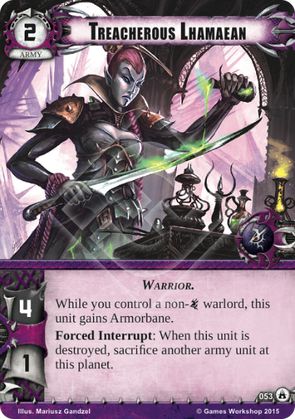 2
TREACHEROUS LHAMAEAN
ARMY
WARRIOR.
4
While you control a non- warlord, this
unit gains Armorbane.
Forced Interrupt: When this unit is
1
destroyed, sacrifice another army unit at
this planet.
053
Illus. Mariusz Gandzel
© Games Workshop 2015